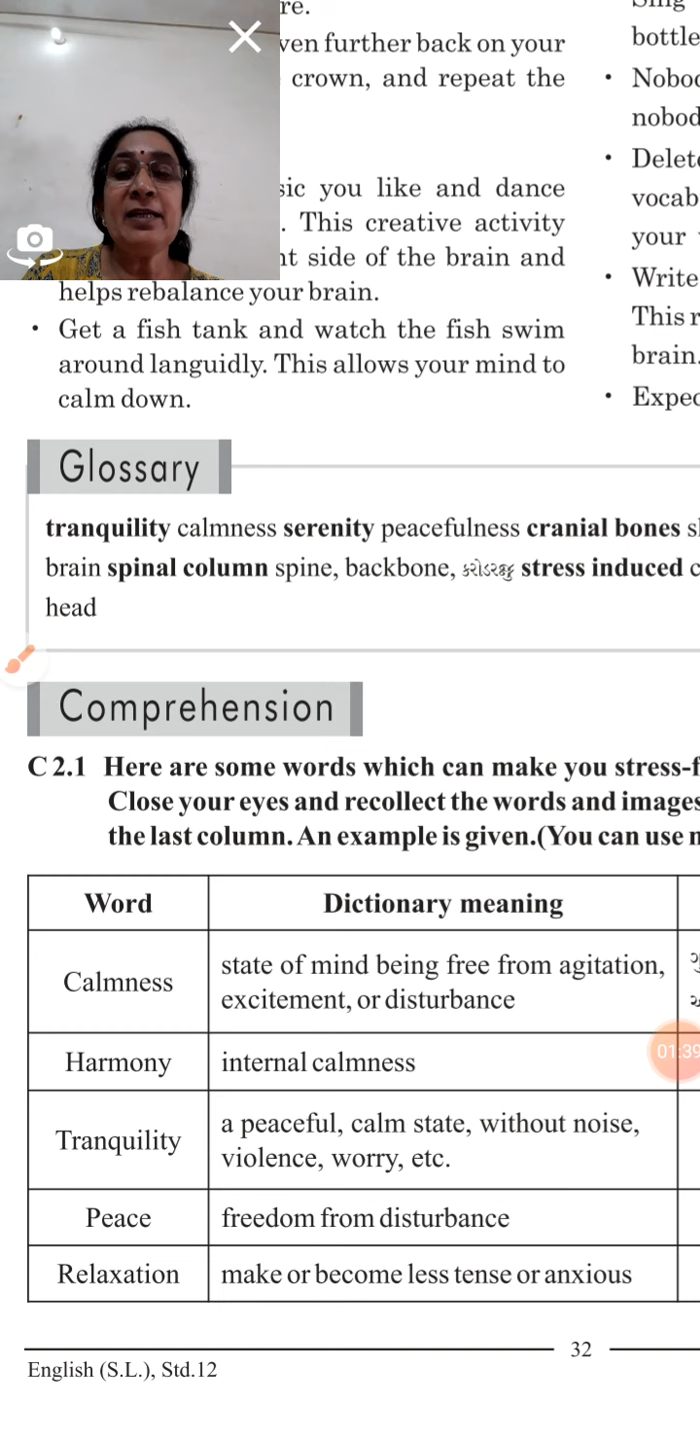 re.
ven further back on your
crown, and repeat the
sic you like and dance
. This creative activity
nt side of the brain and
helps rebalance your brain.
• Get a fish tank and watch the fish swim
around languidly. This allows your mind to
calm down.
bottle
• Noboc
nobod
• Delete
vocab
your
• Write
This r
brain.
• Expec
Glossary
tranquility calmness serenity peacefulness cranial bones s
brain spinal column spine, backbone, કરોડરજ્જુ stress induced c
head
Comprehension
C 2.1 Here are some words which can make you stress-f
Close your eyes and recollect the words and images
the last column. An example is given.(You can use n
Word Dictionary meaning
Calmness state of mind being free from agitation,
excitement, or disturbance
Harmony internal calmness
01:39
Tranquility a peaceful, calm state, without noise,
violence, worry, etc.
Peace freedom from disturbance
Relaxation make or become less tense or anxious
32
English (S.L.), Std.12